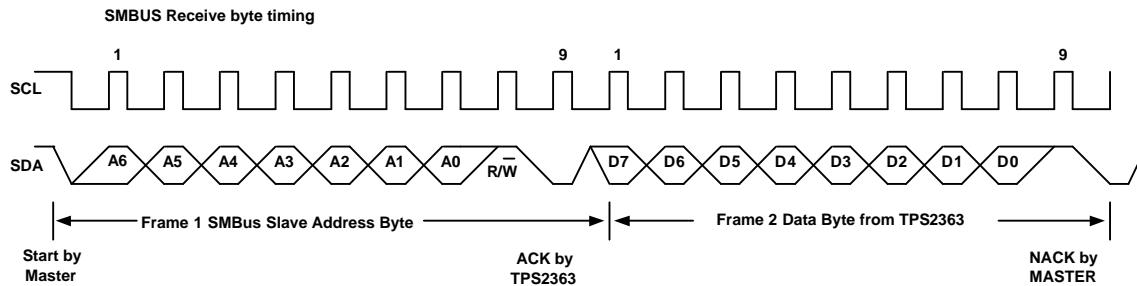 SMBUS Receive byte timing
1 9 1 9
SCL
SDA A6 A5 A4 A3 A2 A1 A0 R/W̅ D7 D6 D5 D4 D3 D2 D1 D0
Frame 1 SMBus Slave Address Byte Frame 2 Data Byte from TPS2363
Start by
Master
ACK by
TPS2363
NACK by
MASTER